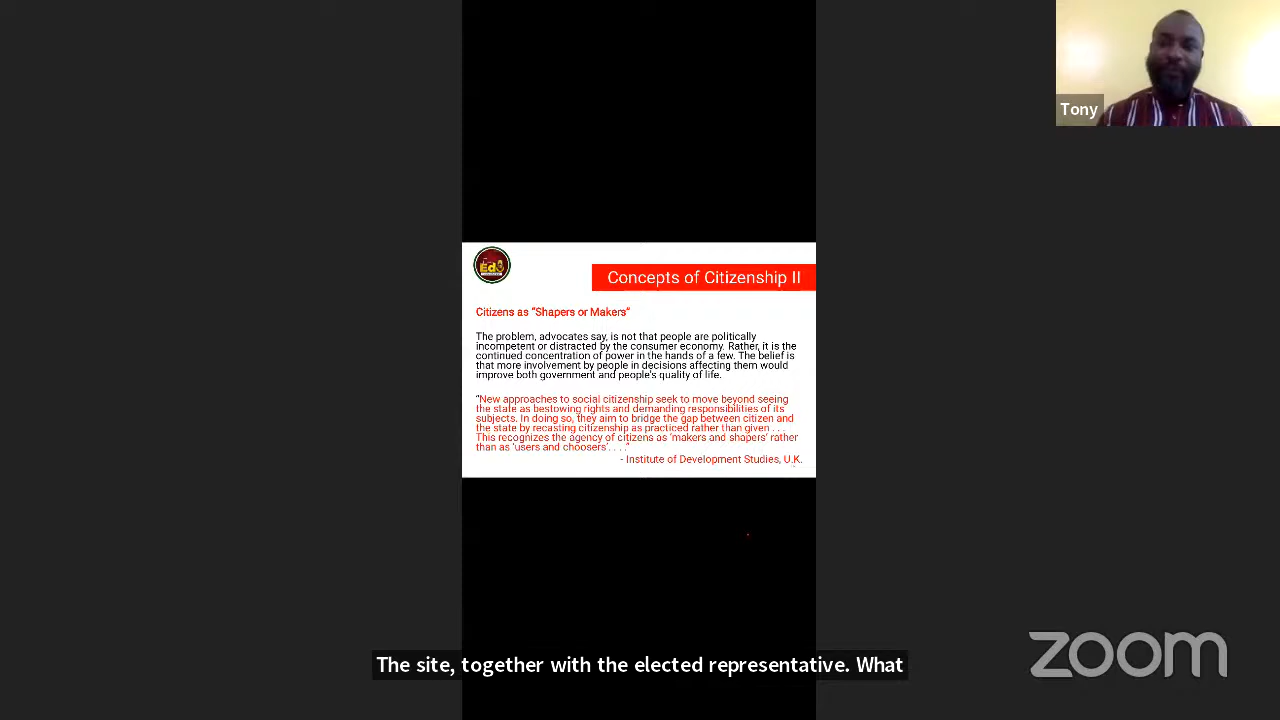 Tony
Ed
Concepts of Citizenship II
Citizens as “Shapers or Makers”
The problem, advocates say, is not that people are politically
incompetent or distracted by the consumer economy. Rather, it is the
continued concentration of power in the hands of a few. The belief is
that more involvement by people in decisions affecting them would
improve both government and people's quality of life.
“New approaches to social citizenship seek to move beyond seeing
the state as bestowing rights and demanding responsibilities of its
subjects. In doing so, they aim to bridge the gap between citizen and
the state by recasting citizenship as practiced rather than given . . .
This recognizes the agency of citizens as ‘makers and shapers’ rather
than as ‘users and choosers’. . . .”
- Institute of Development Studies, U.K.
The site, together with the elected representative. What
zoom